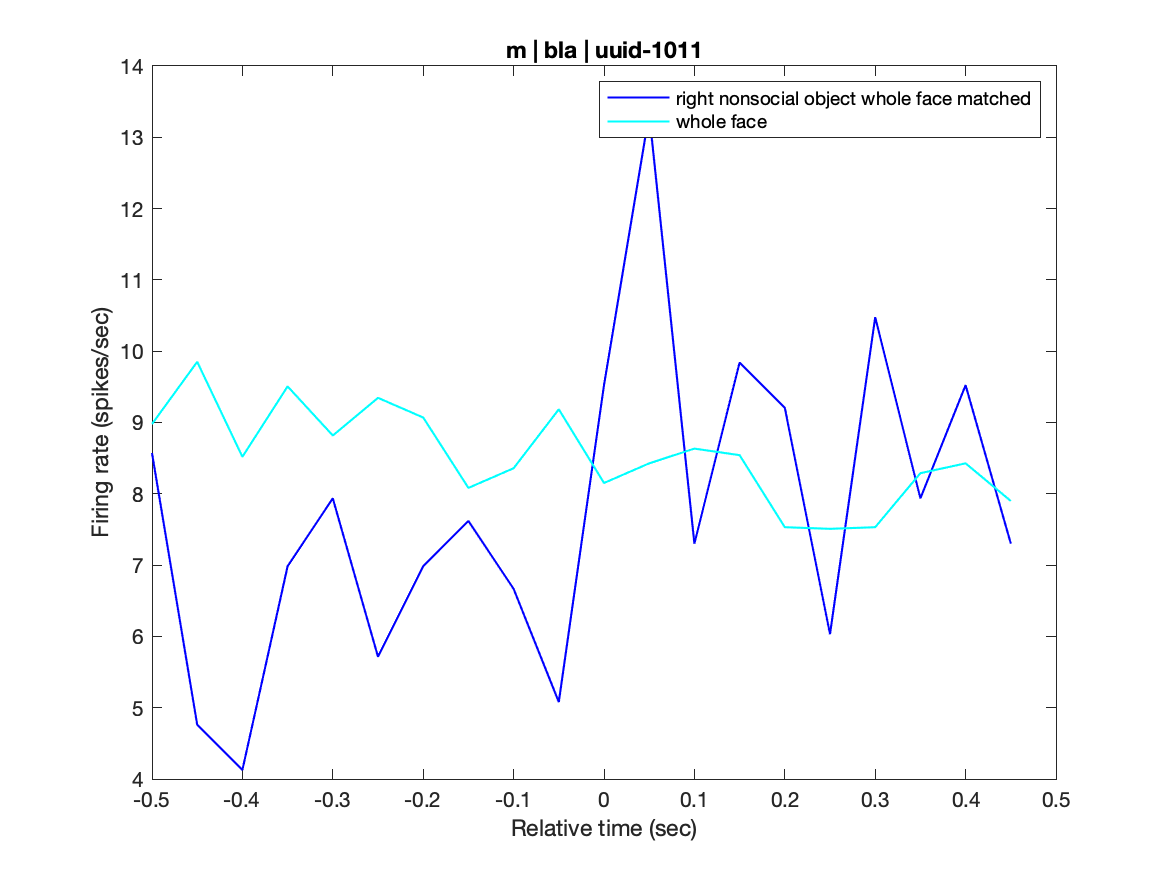 m | bla | uuid-1011
right nonsocial object whole face matched
whole face
Firing rate (spikes/sec)
14
13
12
11
10
9
8
7
6
5
4
-0.5 -0.4 -0.3 -0.2 -0.1 0 0.1 0.2 0.3 0.4 0.5
Relative time (sec)